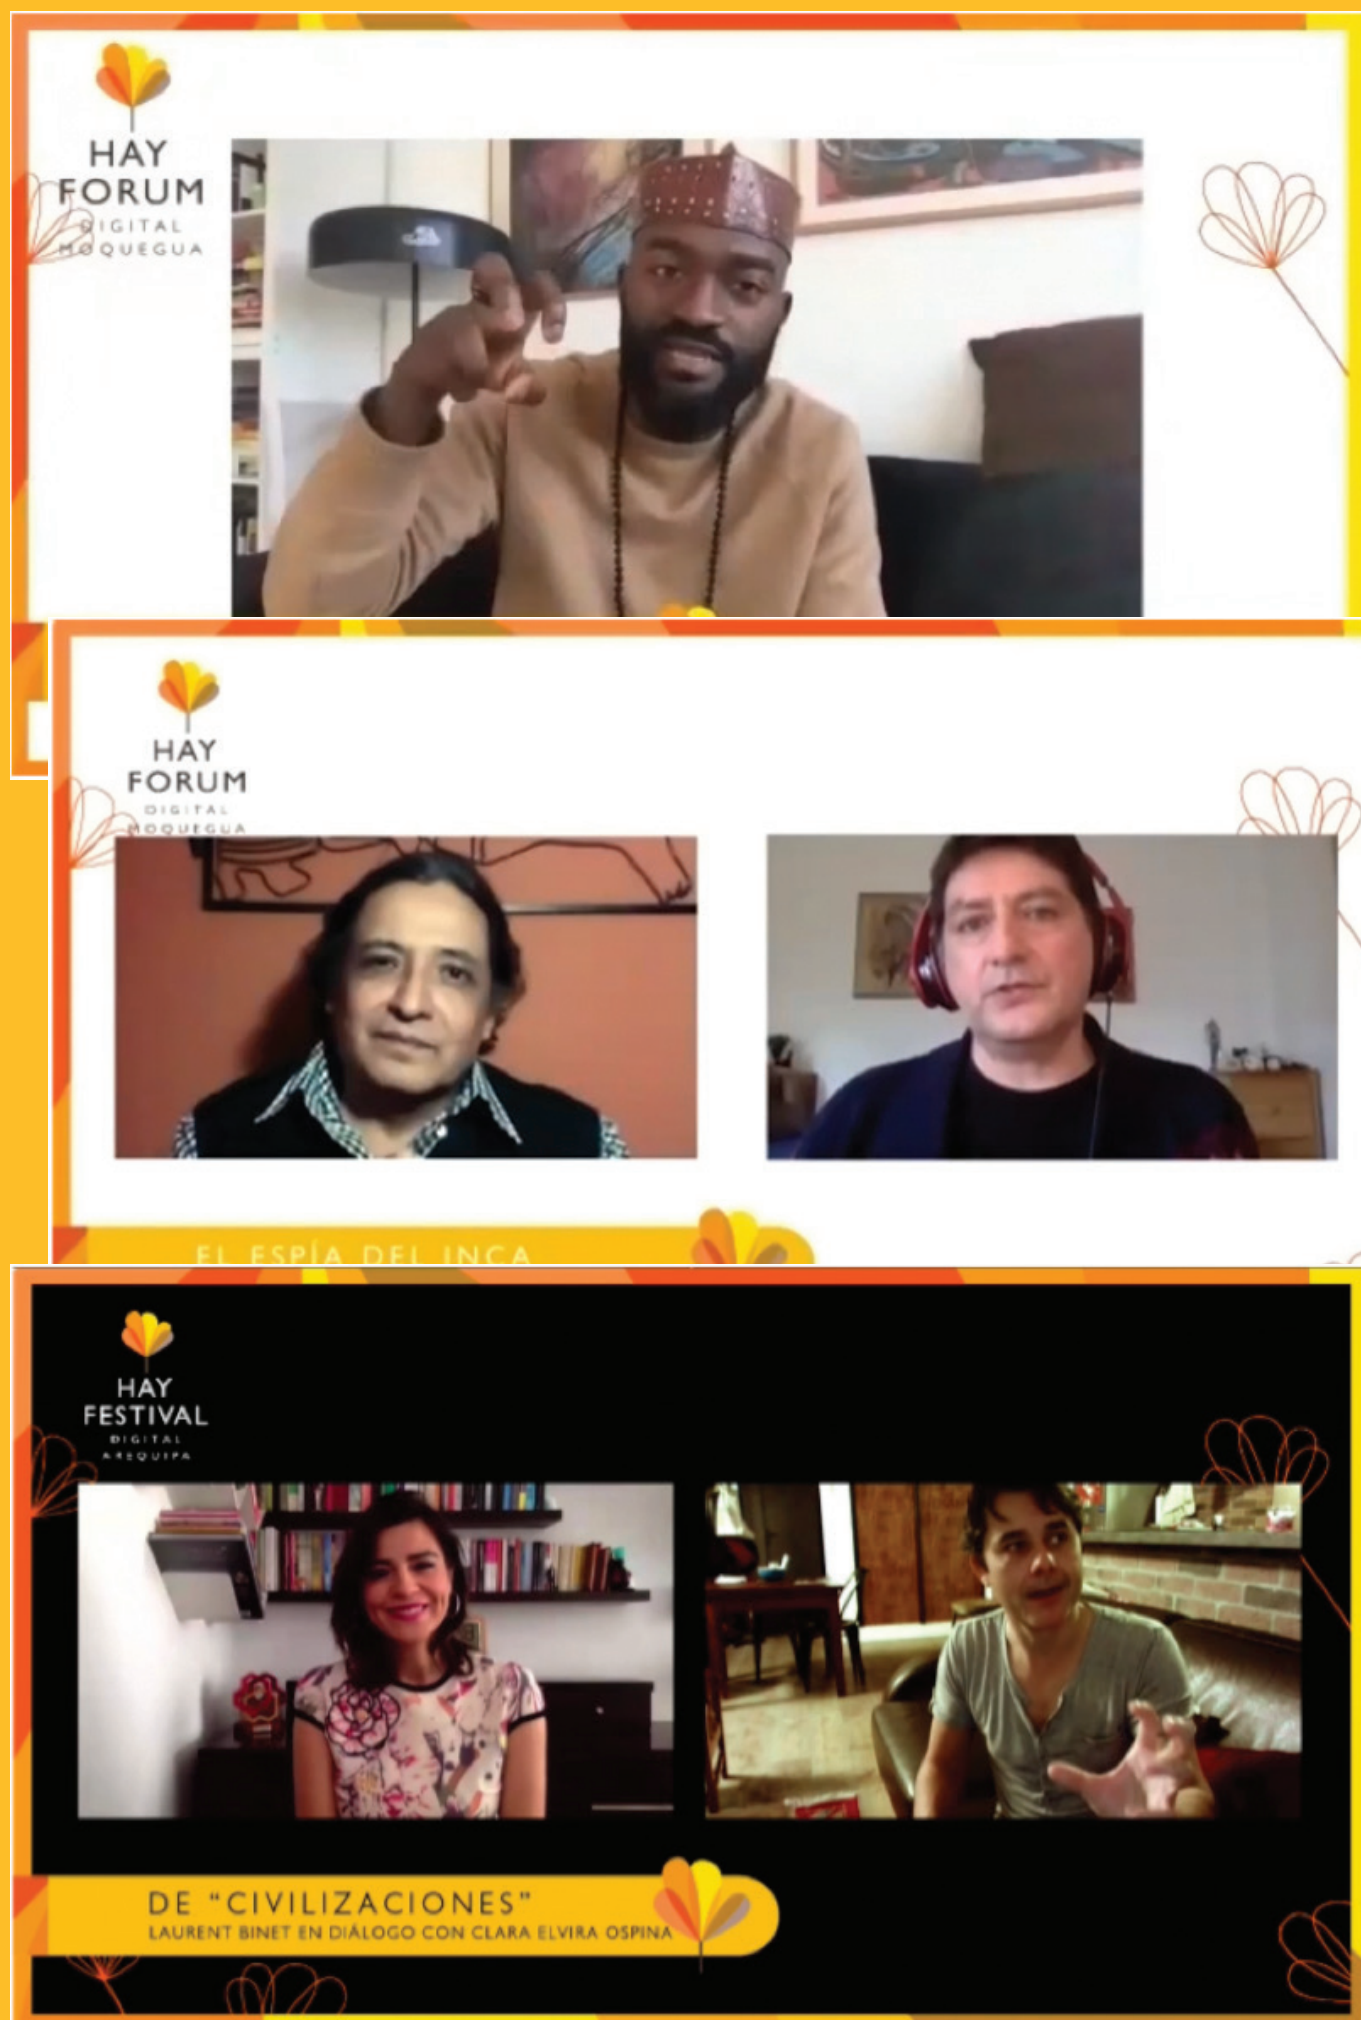 HAY
FORUM
DIGITAL
MOQUEGUA
HAY
FORUM
DIGITAL
MOQUEGUA
EL ESPÍA DEL INCA
HAY
FESTIVAL
DIGITAL
AREQUIPA
DE "CIVILIZACIONES"
LAURENT BINET EN DIÁLOGO CON CLARA ELVIRA OSPINA